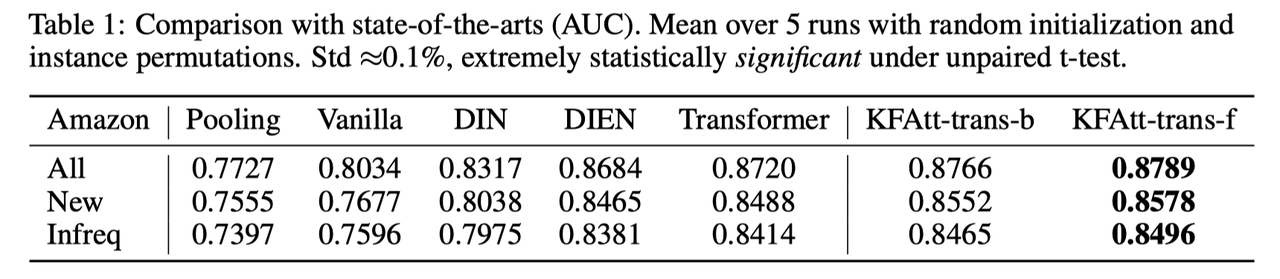 Table 1: Comparison with state-of-the-arts (AUC). Mean over 5 runs with random initialization and
instance permutations. Std ≈0.1%, extremely statistically significant under unpaired t-test.
Amazon Pooling Vanilla DIN DIEN Transformer KFAtt-trans-b KFAtt-trans-f
All 0.7727 0.8034 0.8317 0.8684 0.8720 0.8766 0.8789
New 0.7555 0.7677 0.8038 0.8465 0.8488 0.8552 0.8578
Infreq 0.7397 0.7596 0.7975 0.8381 0.8414 0.8465 0.8496